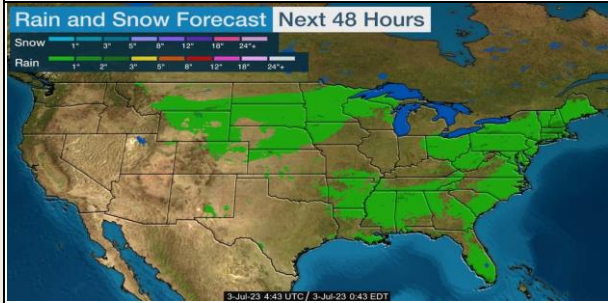 Rain and Snow Forecast Next 48 Hours
Snow
1" 3" 5" 8" 12" 18" 24"+
Rain
1" 2" 3" 5" 8" 12" 18" 24"+
3-Jul-23 4:43 UTC / 3-Jul-23 0:43 EDT